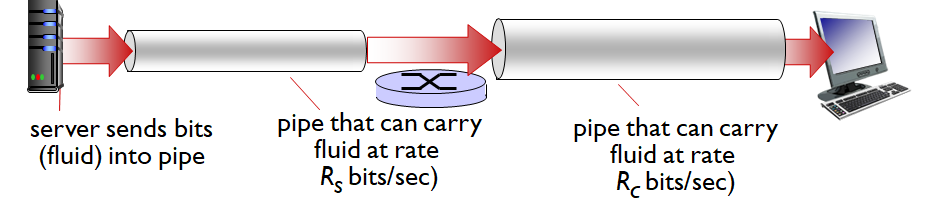 server sends bits
(fluid) into pipe
pipe that can carry
fluid at rate
Rs bits/sec)
pipe that can carry
fluid at rate
Rc bits/sec)